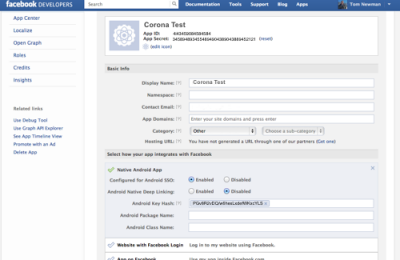 facebook DEVELOPERS Search Documentation Tools Support Blog Apps Tom Newman
App Center
Localize
Open Graph
Roles
Credits
Insights
Related links
Use Debug Tool
Use Graph API Explorer
See App Timeline View
Promote with an Ad
Delete App
Corona Test
App ID:
App Secret: (reset)
(edit icon)
Basic Info
Display Name: [?] Corona Test
Namespace: [?]
Contact Email: [?]
App Domains: [?] Enter your site domains and press enter
Category: [?] Other Choose a sub-category
Hosting URL: [?] You have not generated a URL through one of our partners (Get one)
Select how your app integrates with Facebook
Native Android App
Configured for Android SSO: [?] Enabled Disabled
Android Native Deep Linking: [?] Enabled Disabled
Android Key Hash: [?]
Android Package Name: [?]
Android Class Name: [?]
Website with Facebook Login Log in to my website using Facebook.
App on Facebook Use my app inside Facebook.com.